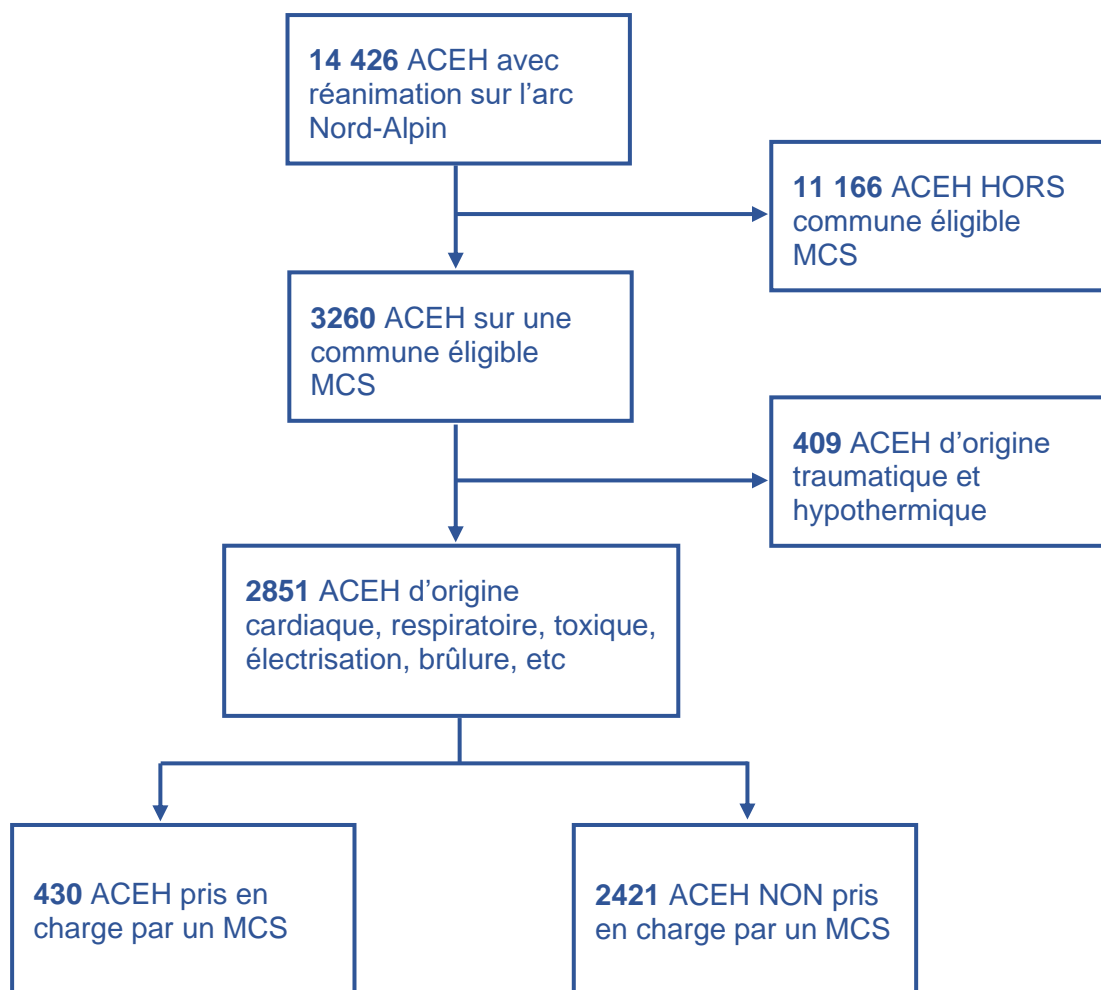 14 426 ACEH avec
réanimation sur l’arc
Nord-Alpin
11 166 ACEH HORS
commune éligible
MCS
3260 ACEH sur une
commune éligible
MCS
409 ACEH d’origine
traumatique et
hypothermique
2851 ACEH d’origine
cardiaque, respiratoire, toxique,
électrisation, brûlure, etc
430 ACEH pris en
charge par un MCS
2421 ACEH NON pris
en charge par un MCS